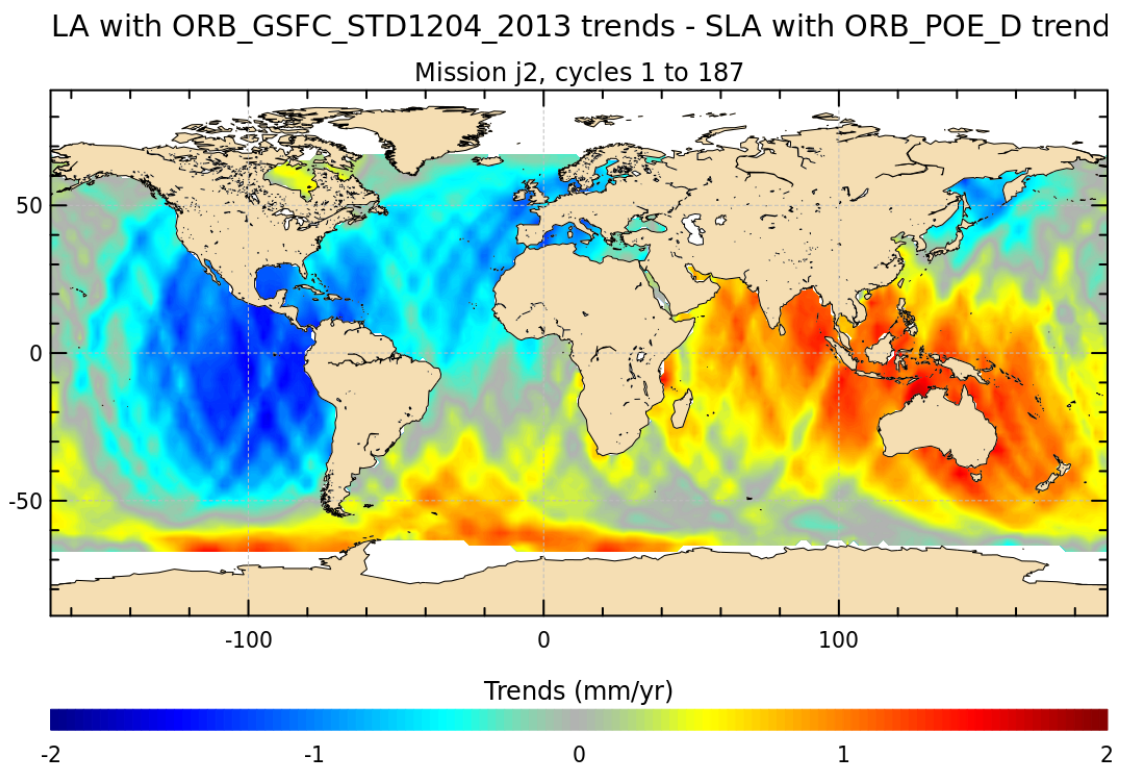 LA with ORB_GSFC_STD1204_2013 trends - SLA with ORB_POE_D trend
Mission j2, cycles 1 to 187
50
0
-50
-100 0 100
Trends (mm/yr)
-2 -1 0 1 2